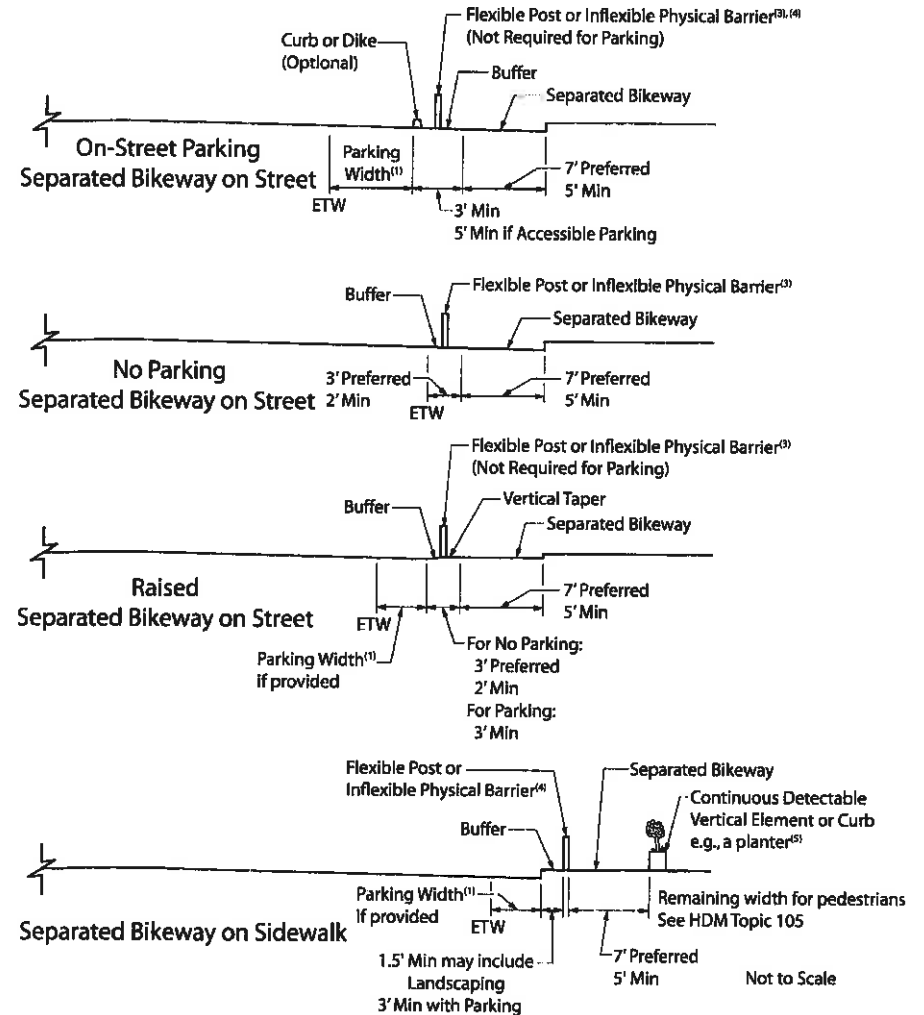 Flexible Post or Inflexible Physical Barrier(3), (4)
(Not Required for Parking)
Curb or Dike
(Optional)
Buffer
Separated Bikeway
On-Street Parking
Separated Bikeway on Street
Parking
Width(1)
ETW
7' Preferred
5' Min
3' Min
5' Min if Accessible Parking
Flexible Post or Inflexible Physical Barrier(3)
Buffer
Separated Bikeway
No Parking
Separated Bikeway on Street
3' Preferred
2' Min
ETW
7' Preferred
5' Min
Flexible Post or Inflexible Physical Barrier(3)
(Not Required for Parking)
Vertical Taper
Buffer
Separated Bikeway
Raised
Separated Bikeway on Street
ETW
7' Preferred
5' Min
Parking Width(1)
if provided
For No Parking:
3' Preferred
2' Min
For Parking:
3' Min
Flexible Post or
Inflexible Physical Barrier(4)
Separated Bikeway
Continuous Detectable
Vertical Element or Curb
e.g., a planter(5)
Buffer
Parking Width(1)
If provided
ETW
Remaining width for pedestrians
See HDM Topic 105
Separated Bikeway on Sidewalk
1.5' Min may include
Landscaping
3' Min with Parking
7' Preferred
5' Min
Not to Scale